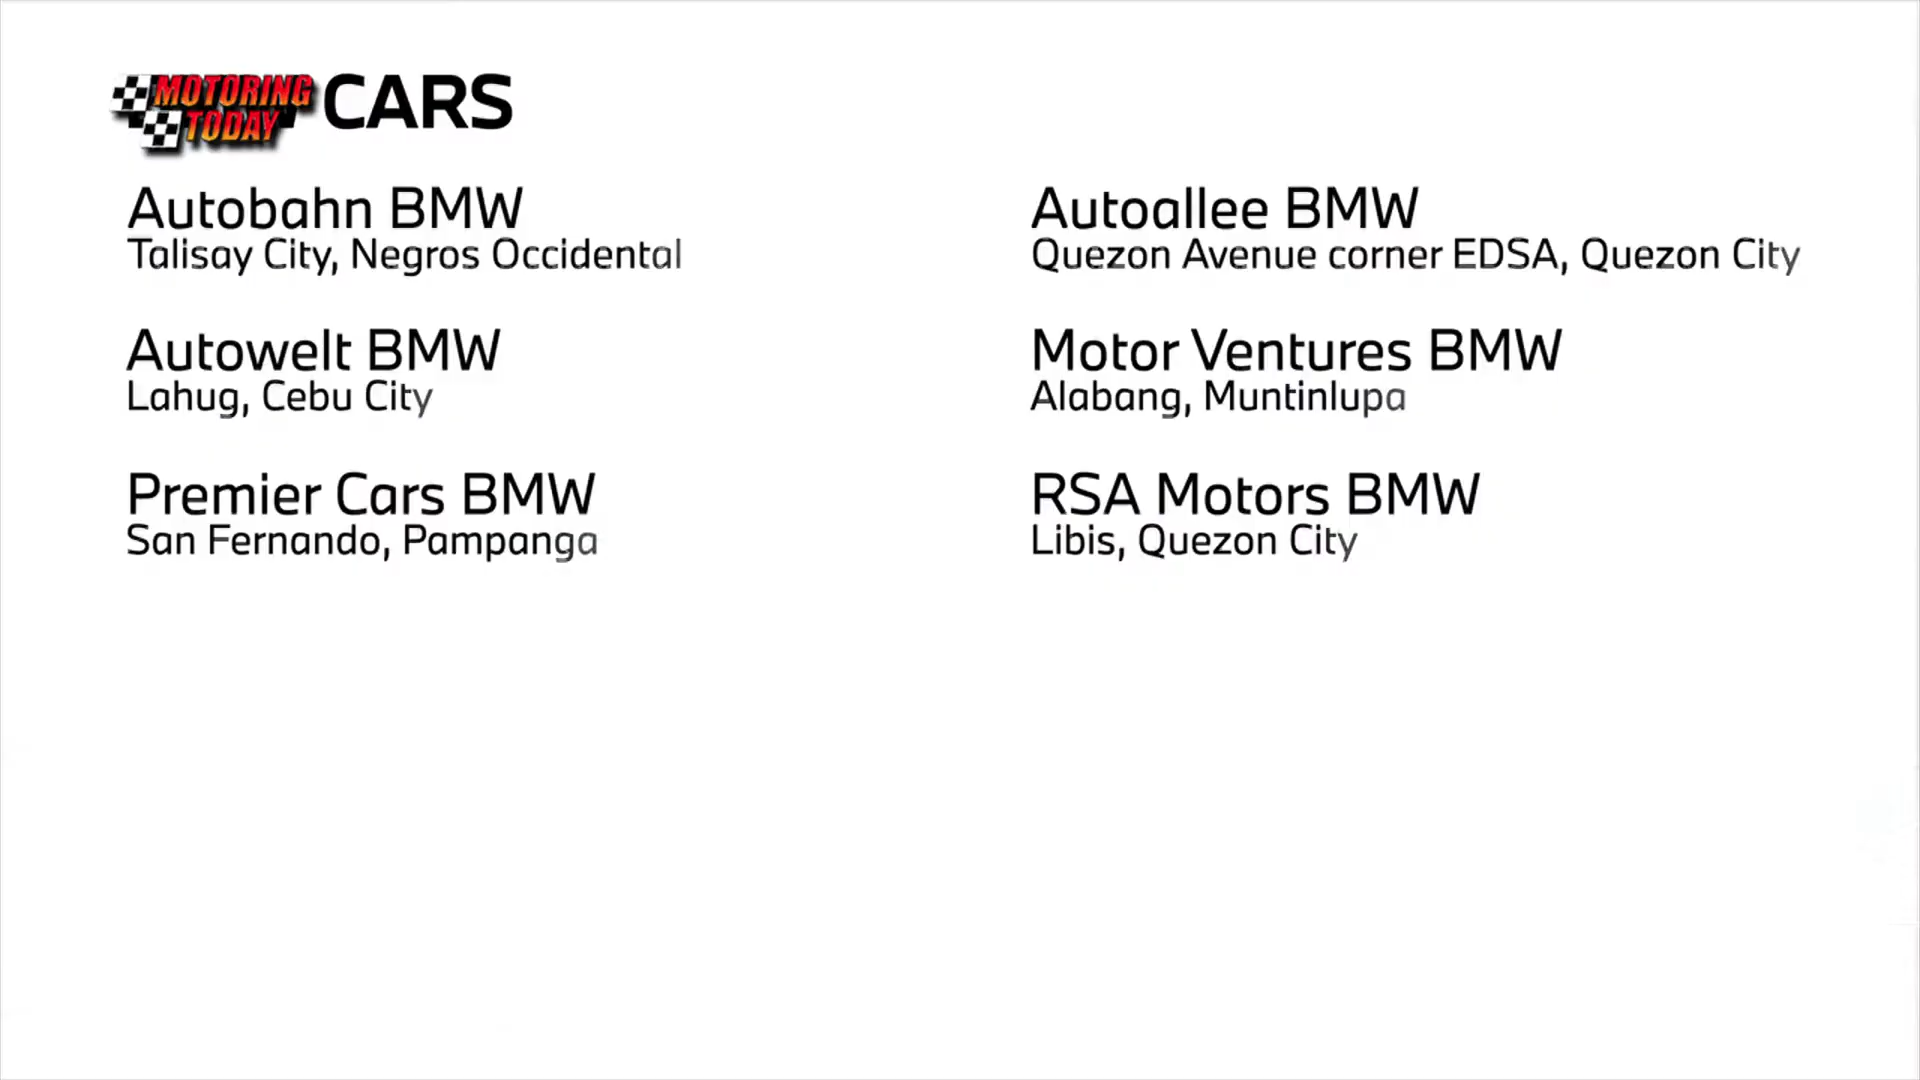 MOTORING TODAY CARS
Autobahn BMW
Talisay City, Negros Occidental
Autowelt BMW
Lahug, Cebu City
Premier Cars BMW
San Fernando, Pampanga
Autoallee BMW
Quezon Avenue corner EDSA, Quezon City
Motor Ventures BMW
Alabang, Muntinlupa
RSA Motors BMW
Libis, Quezon City